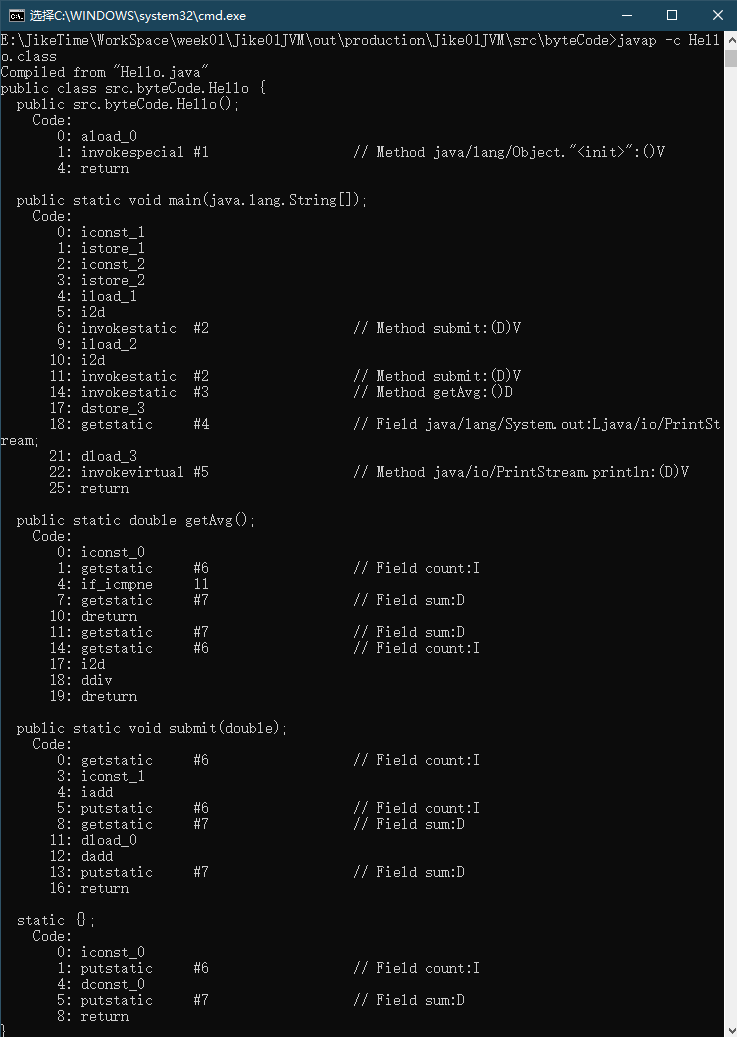 选择C:\WINDOWS\system32\cmd.exe
E:\JikeTime\WorkSpace\week01\Jike01JVM\out\production\Jike01JVM\src\byteCode>javap -c Hell
o.class
Compiled from "Hello.java"
public class src.byteCode.Hello {
  public src.byteCode.Hello();
    Code:
       0: aload_0
       1: invokespecial #1                  // Method java/lang/Object."<init>":()V
       4: return

  public static void main(java.lang.String[]);
    Code:
       0: iconst_1
       1: istore_1
       2: iconst_2
       3: istore_2
       4: iload_1
       5: i2d
       6: invokestatic  #2                  // Method submit:(D)V
       9: iload_2
      10: i2d
      11: invokestatic  #2                  // Method submit:(D)V
      14: invokestatic  #3                  // Method getAvg:()D
      17: dstore_3
      18: getstatic     #4                  // Field java/lang/System.out:Ljava/io/PrintSt
ream;
      21: dload_3
      22: invokevirtual #5                  // Method java/io/PrintStream.println:(D)V
      25: return

  public static double getAvg();
    Code:
       0: iconst_0
       1: getstatic     #6                  // Field count:I
       4: if_icmpne     11
       7: getstatic     #7                  // Field sum:D
      10: dreturn
      11: getstatic     #7                  // Field sum:D
      14: getstatic     #6                  // Field count:I
      17: i2d
      18: ddiv
      19: dreturn

  public static void submit(double);
    Code:
       0: getstatic     #6                  // Field count:I
       3: iconst_1
       4: iadd
       5: putstatic     #6                  // Field count:I
       8: getstatic     #7                  // Field sum:D
      11: dload_0
      12: dadd
      13: putstatic     #7                  // Field sum:D
      16: return

  static {};
    Code:
       0: iconst_0
       1: putstatic     #6                  // Field count:I
       4: dconst_0
       5: putstatic     #7                  // Field sum:D
       8: return
}